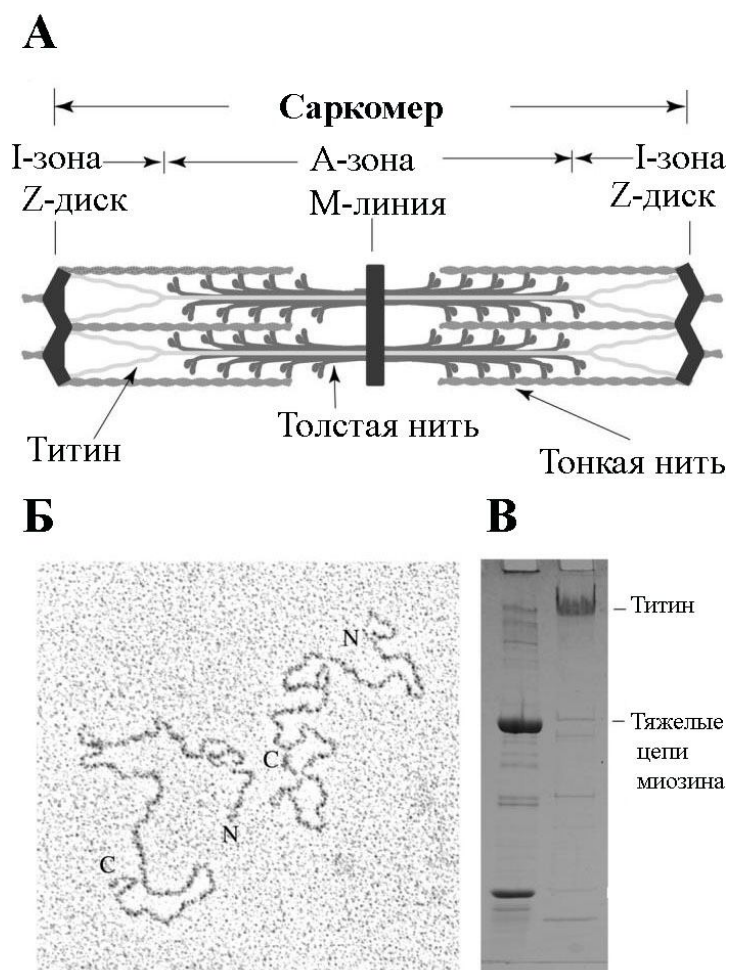 А
Саркомер
I-зона А-зона I-зона
Z-диск М-линия Z-диск
Титин Толстая нить Тонкая нить
Б В
N
C
N
C
Титин
Тяжелые
цепи
миозина